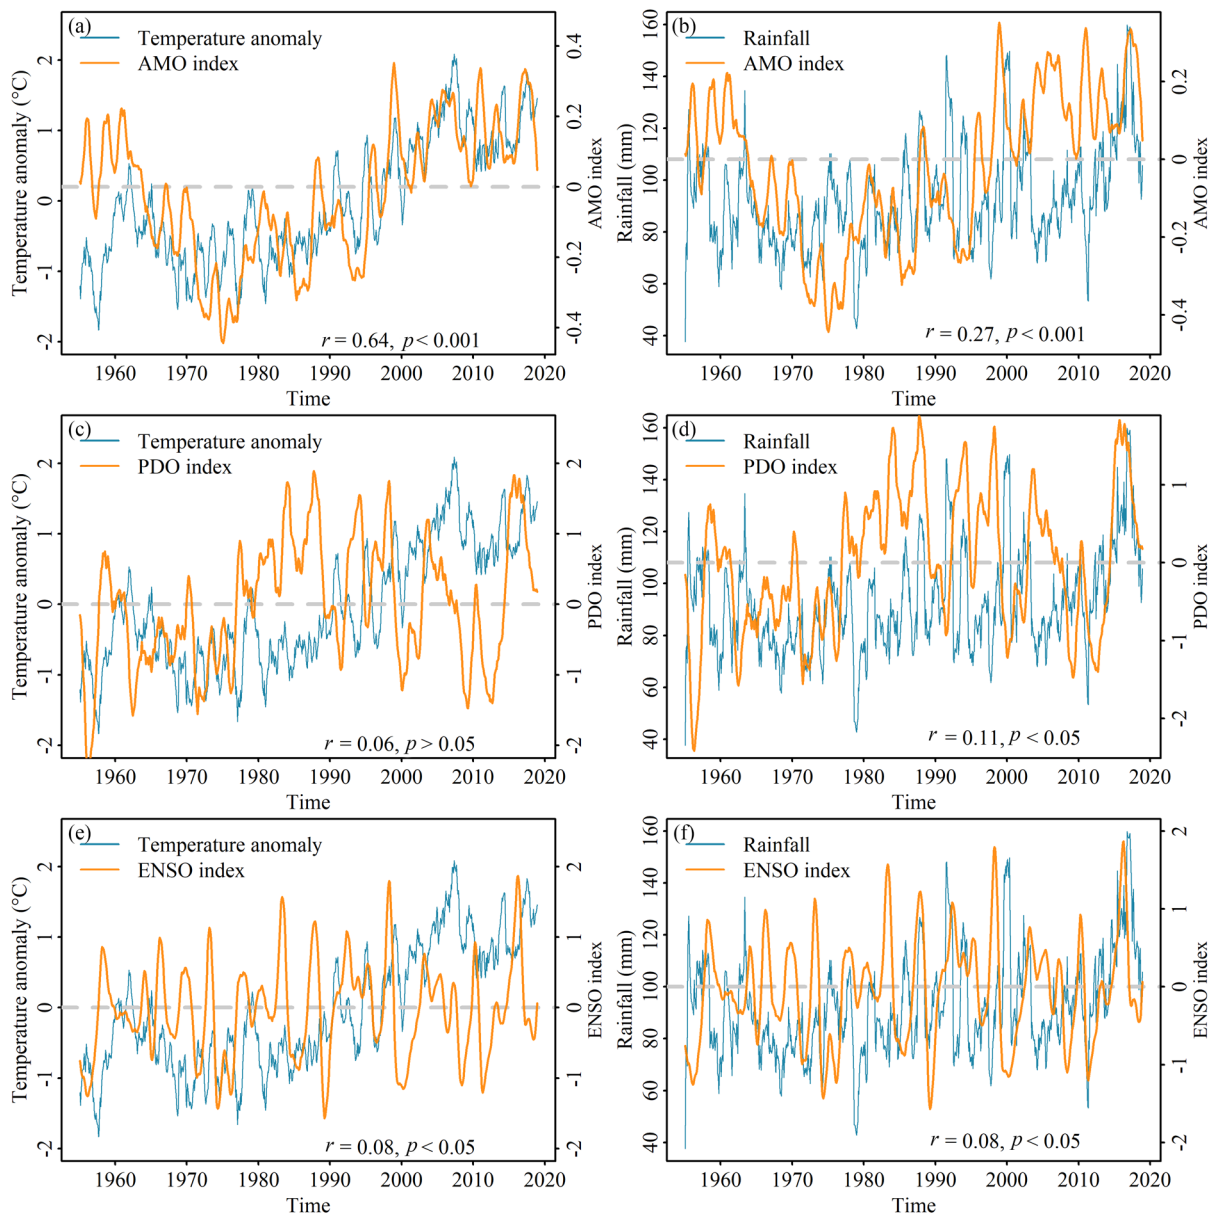 (a)
Temperature anomaly
AMO index
Temperature anomaly (°C)
2
1
0
-1
-2
0.4
0.2
0
-0.2
-0.4
AMO index
r = 0.64, p < 0.001
1960 1970 1980 1990 2000 2010 2020
Time
(b)
Rainfall
AMO index
Rainfall (mm)
160
140
120
100
80
60
40
0.2
0
-0.2
-0.4
AMO index
r = 0.27, p < 0.001
1960 1970 1980 1990 2000 2010 2020
Time
(c)
Temperature anomaly
PDO index
Temperature anomaly (°C)
2
1
0
-1
-2
2
1
0
-1
-2
PDO index
r = 0.06, p > 0.05
1960 1970 1980 1990 2000 2010 2020
Time
(d)
Rainfall
PDO index
Rainfall (mm)
160
140
120
100
80
60
40
1
0
-1
-2
PDO index
r = 0.11, p < 0.05
1960 1970 1980 1990 2000 2010 2020
Time
(e)
Temperature anomaly
ENSO index
Temperature anomaly (°C)
2
1
0
-1
-2
2
1
0
-1
-2
ENSO index
r = 0.08, p < 0.05
1960 1970 1980 1990 2000 2010 2020
Time
(f)
Rainfall
ENSO index
Rainfall (mm)
160
140
120
100
80
60
40
2
1
0
-1
-2
ENSO index
r = 0.08, p < 0.05
1960 1970 1980 1990 2000 2010 2020
Time